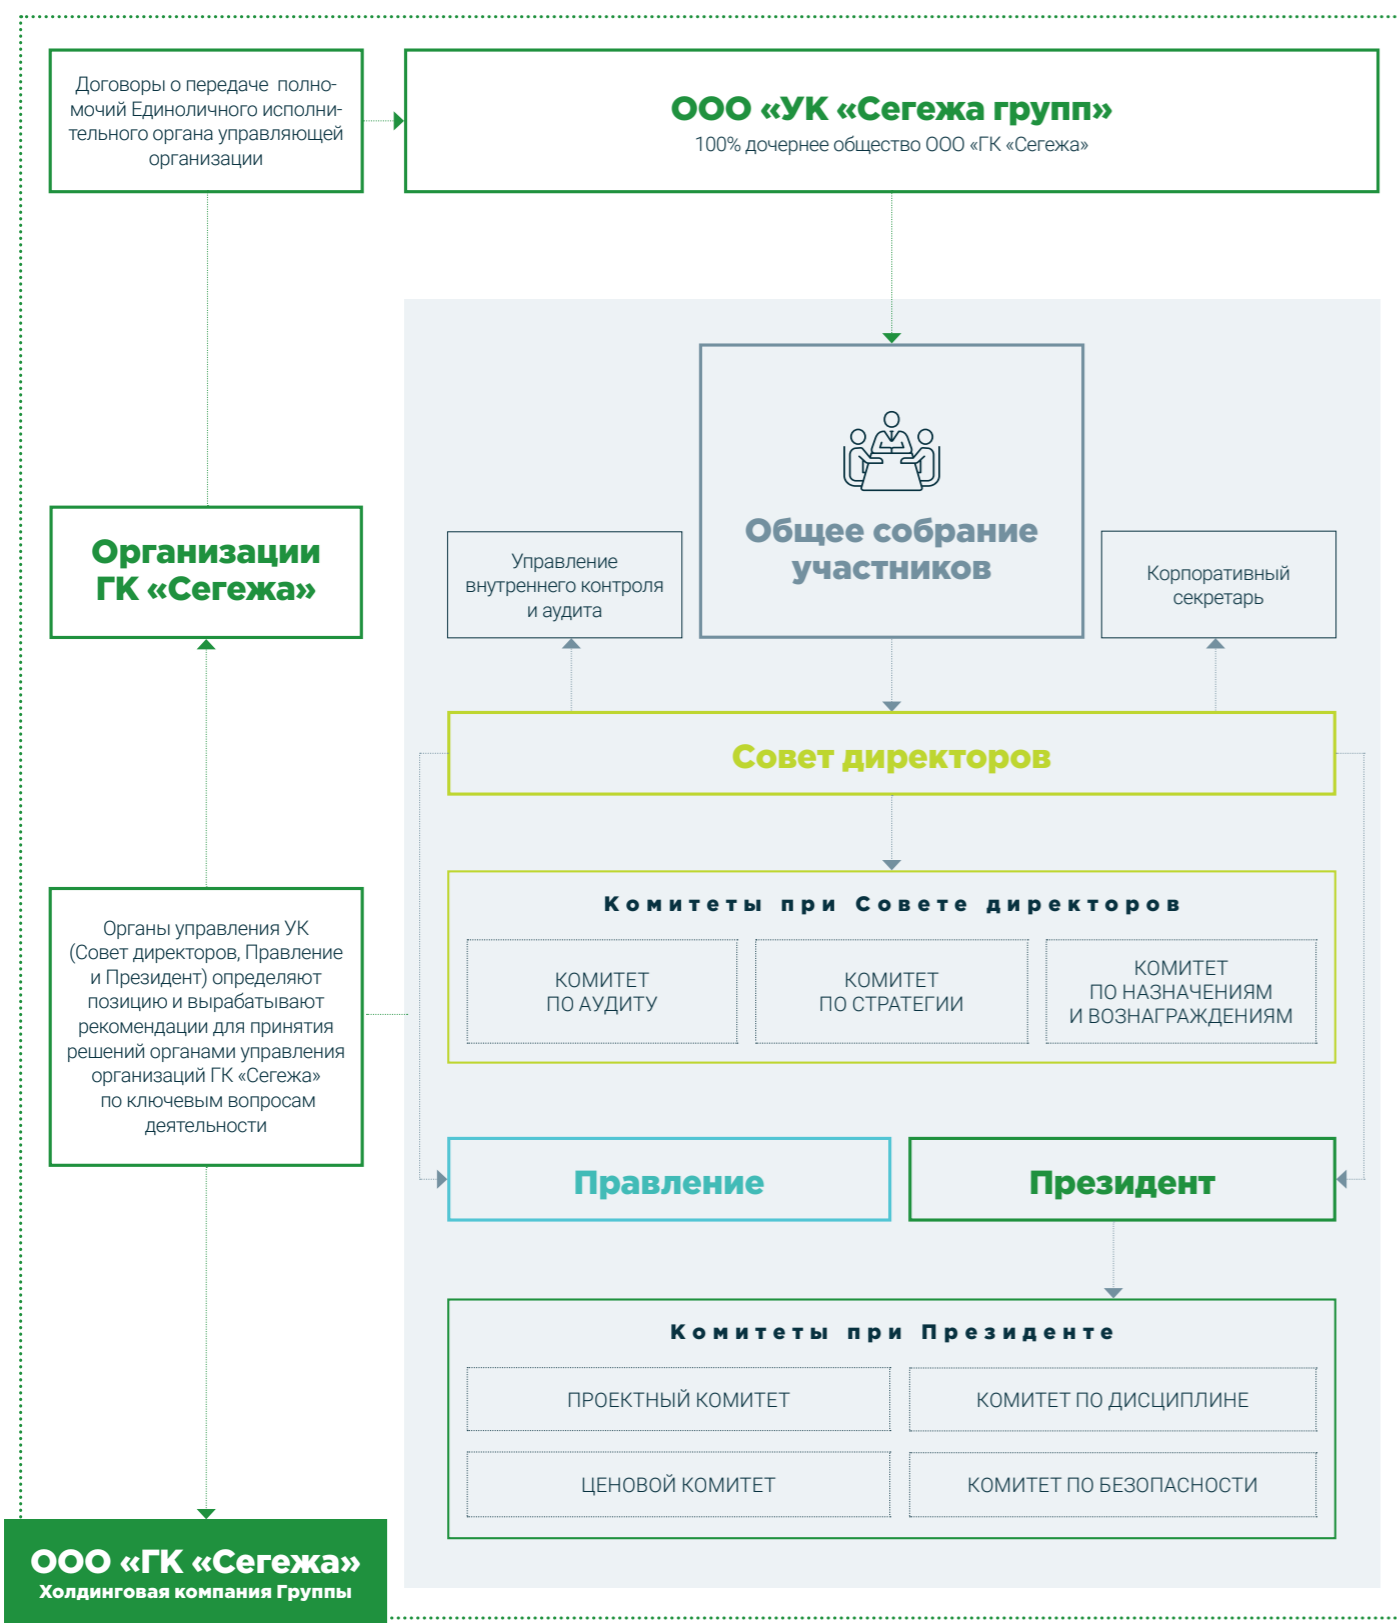 Договоры о передаче полно-
мочий Единоличного исполни-
тельного органа управляющей
организации
ООО «УК «Сегежа групп»
100% дочернее общество ООО «ГК «Сегежа»
Общее собрание
участников
Организации
ГК «Сегежа»
Управление
внутреннего контроля
и аудита
Корпоративный
секретарь
Совет директоров
Комитеты при Совете директоров
КОМИТЕТ
ПО АУДИТУ
КОМИТЕТ
ПО СТРАТЕГИИ
КОМИТЕТ
ПО НАЗНАЧЕНИЯМ
И ВОЗНАГРАЖДЕНИЯМ
Органы управления УК
(Совет директоров, Правление
и Президент) определяют
позицию и вырабатывают
рекомендации для принятия
решений органами управления
организаций ГК «Сегежа»
по ключевым вопросам
деятельности
Правление
Президент
Комитеты при Президенте
ПРОЕКТНЫЙ КОМИТЕТ
КОМИТЕТ ПО ДИСЦИПЛИНЕ
ЦЕНОВОЙ КОМИТЕТ
КОМИТЕТ ПО БЕЗОПАСНОСТИ
ООО «ГК «Сегежа»
Холдинговая компания Группы